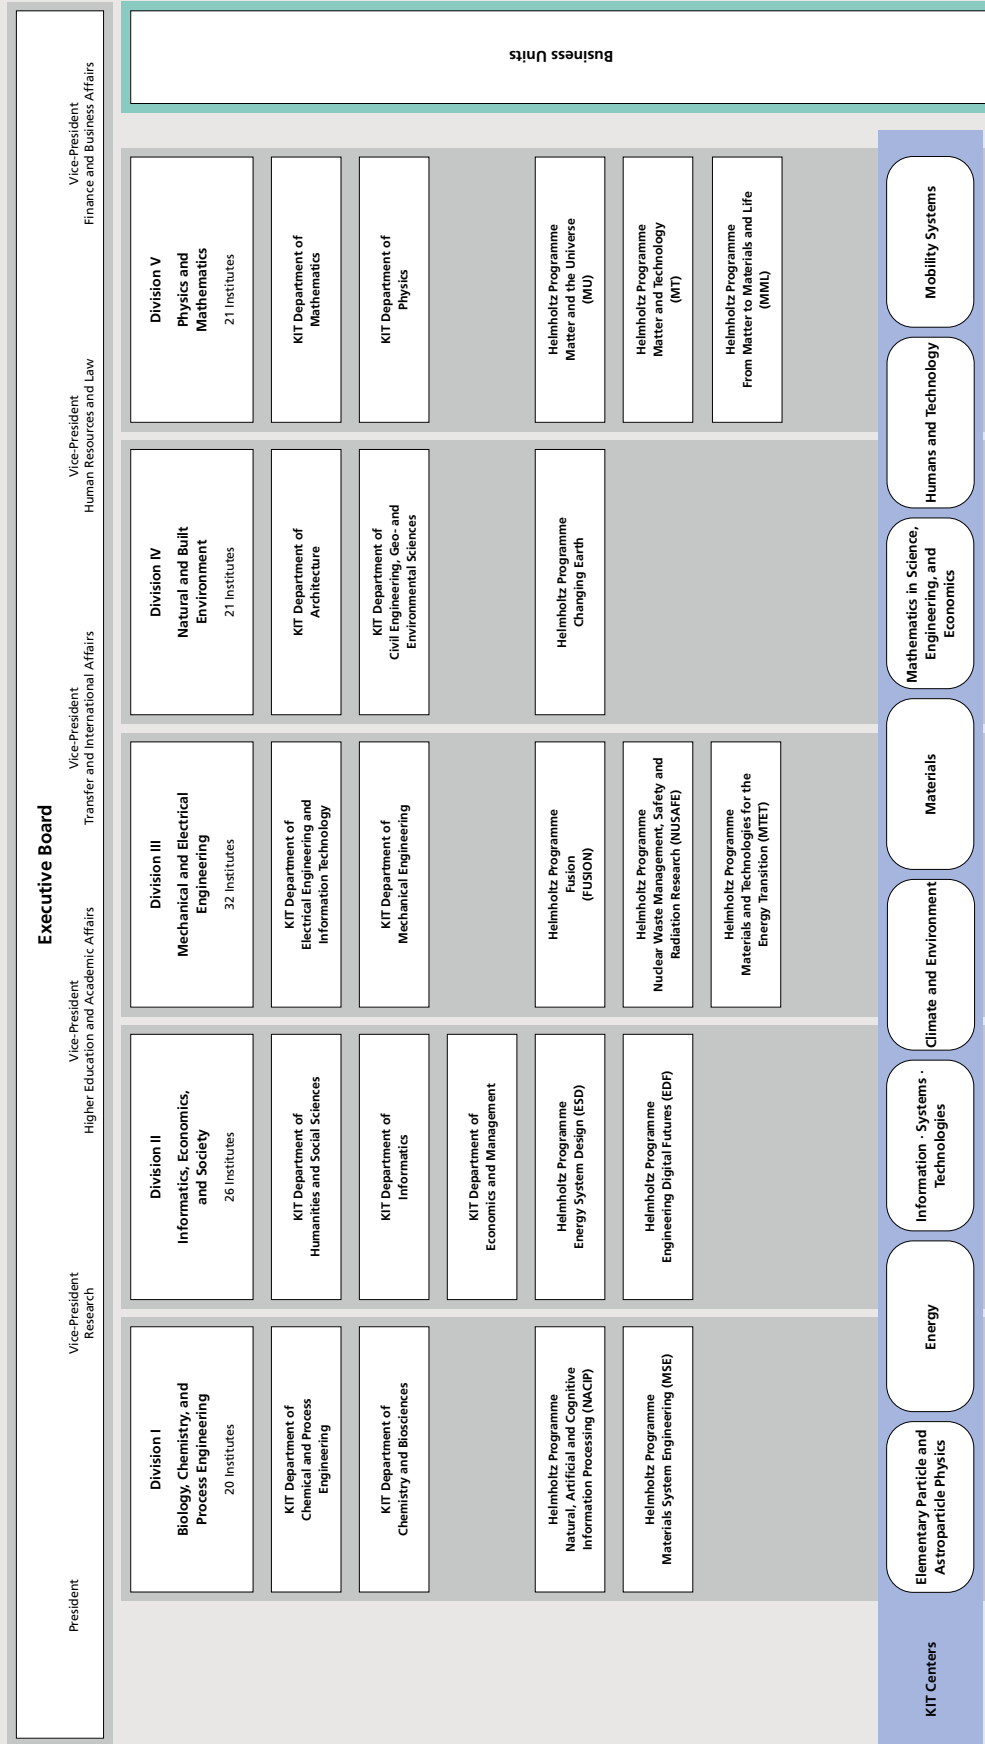 Executive Board
President
Vice-President
Research
Vice-President
Higher Education and Academic Affairs
Vice-President
Transfer and International Affairs
Vice-President
Human Resources and Law
Vice-President
Finance and Business Affairs
Division I
Biology, Chemistry, and
Process Engineering
20 Institutes
KIT Department of
Chemical and Process
Engineering
KIT Department of
Chemistry and Biosciences
Helmholtz Programme
Natural, Artificial and Cognitive
Information Processing (NACIP)
Helmholtz Programme
Materials System Engineering (MSE)
Division II
Informatics, Economics,
and Society
26 Institutes
KIT Department of
Humanities and Social Sciences
KIT Department of
Informatics
KIT Department of
Economics and Management
Helmholtz Programme
Energy System Design (ESD)
Helmholtz Programme
Engineering Digital Futures (EDF)
Division III
Mechanical and Electrical
Engineering
32 Institutes
KIT Department of
Electrical Engineering and
Information Technology
KIT Department of
Mechanical Engineering
Helmholtz Programme
Fusion
(FUSION)
Helmholtz Programme
Nuclear Waste Management, Safety and
Radiation Research (NUSAFE)
Helmholtz Programme
Materials and Technologies for the
Energy Transition (MTET)
Division IV
Natural and Built
Environment
21 Institutes
KIT Department of
Architecture
KIT Department of
Civil Engineering, Geo- and
Environmental Sciences
Helmholtz Programme
Changing Earth
Division V
Physics and
Mathematics
21 Institutes
KIT Department of
Mathematics
KIT Department of
Physics
Helmholtz Programme
Matter and the Universe
(MU)
Helmholtz Programme
Matter and Technology
(MT)
Helmholtz Programme
From Matter to Materials and Life
(MML)
Business Units
KIT Centers
Elementary Particle and
Astroparticle Physics
Energy
Information · Systems ·
Technologies
Climate and Environment
Materials
Mathematics in Science,
Engineering, and
Economics
Humans and Technology
Mobility Systems